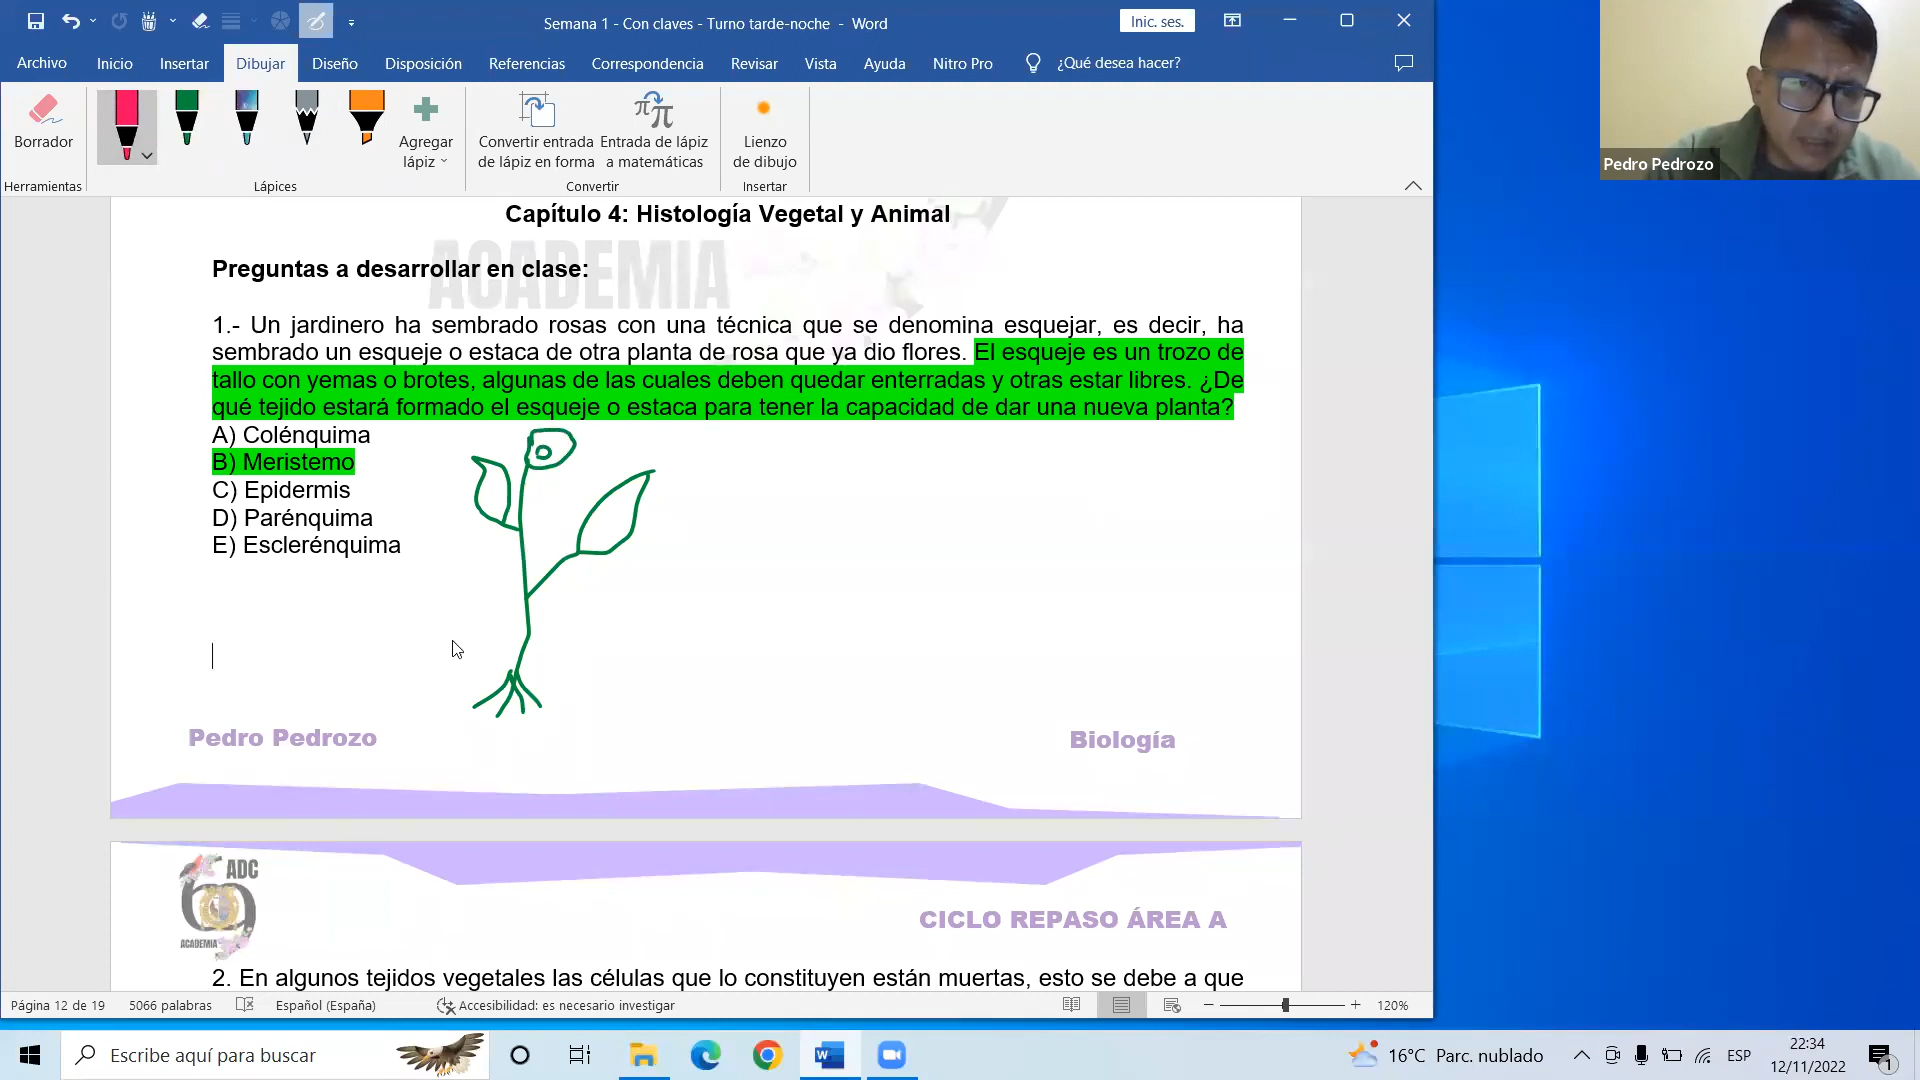 Semana 1 - Con claves - Turno tarde-noche - Word
Inic. ses.
Archivo Inicio Insertar Dibujar Diseño Disposición Referencias Correspondencia Revisar Vista Ayuda Nitro Pro ¿Qué desea hacer?
Borrador
Agregar lápiz
Convertir entrada de lápiz en forma
Entrada de lápiz a matemáticas
Lienzo de dibujo
Herramientas Lápices Convertir Insertar
Pedro Pedrozo
Capítulo 4: Histología Vegetal y Animal
ACADEMIA
Preguntas a desarrollar en clase:
1.- Un jardinero ha sembrado rosas con una técnica que se denomina esquejar, es decir, ha
sembrado un esqueje o estaca de otra planta de rosa que ya dio flores. El esqueje es un trozo de
tallo con yemas o brotes, algunas de las cuales deben quedar enterradas y otras estar libres. ¿De
qué tejido estará formado el esqueje o estaca para tener la capacidad de dar una nueva planta?
A) Colénquima
B) Meristemo
C) Epidermis
D) Parénquima
E) Esclerénquima
Pedro Pedrozo
Biología
ADC
ACADEMIA
CICLO REPASO ÁREA A
2. En algunos tejidos vegetales las células que lo constituyen están muertas, esto se debe a que
Página 12 de 19 5066 palabras Español (España) Accesibilidad: es necesario investigar 120%
Escribe aquí para buscar
16°C Parc. nublado
ESP
22:34
12/11/2022
1